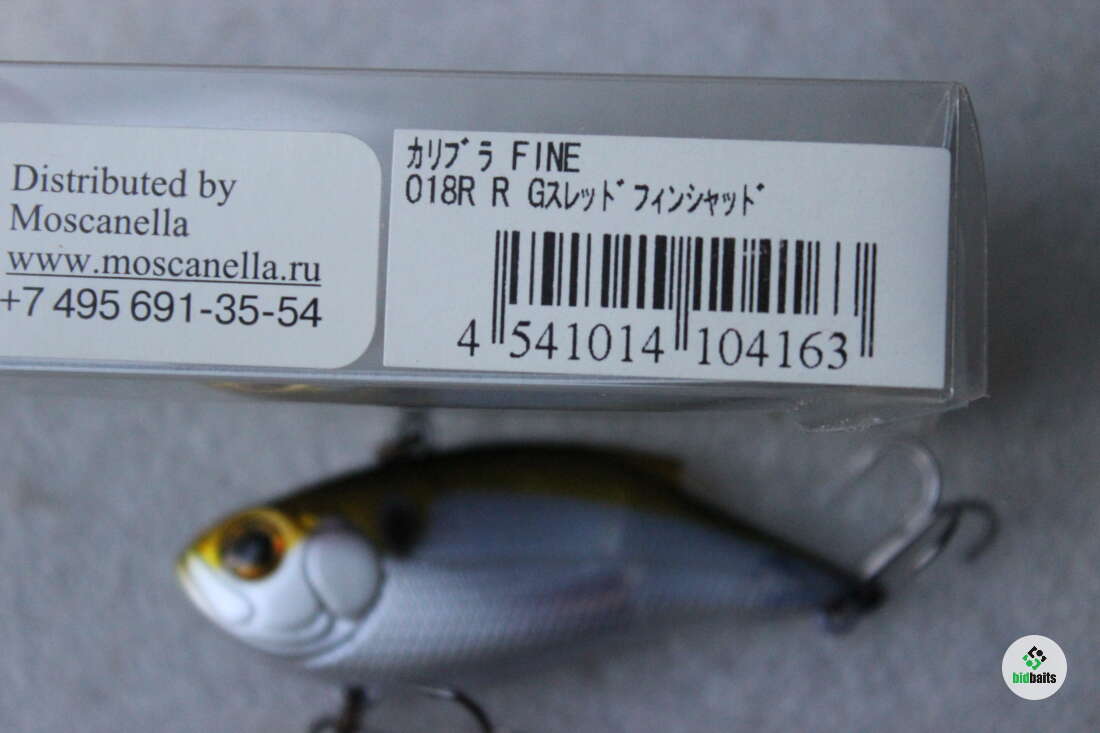 Distributed by
Moscanella
www.moscanella.ru
+7 495 691-35-54
ｶﾘﾌﾞﾗ FINE
018R R Gｽﾚｯﾄﾞﾌｨﾝｼｬｯﾄﾞ
4 541014 104163
bidbaits